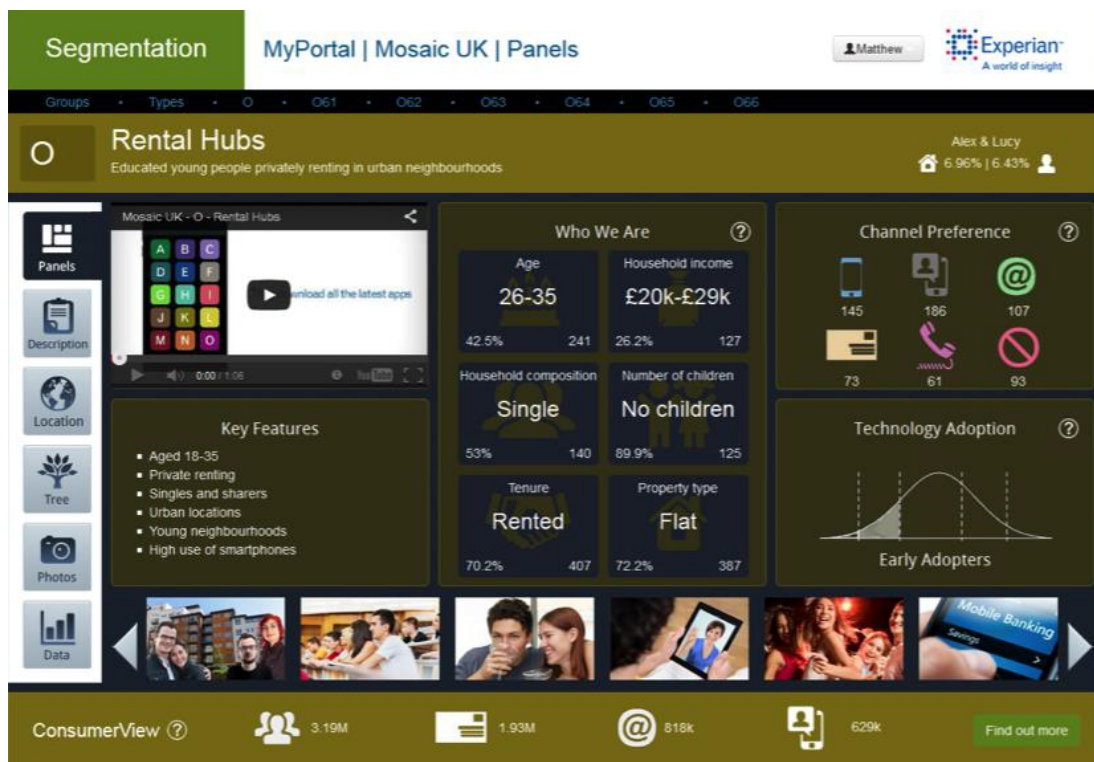 Segmentation
MyPortal | Mosaic UK | Panels
Matthew
Experian
A world of insight
Groups • Types • O • O61 • O62 • O63 • O64 • O65 • O66
O
Rental Hubs
Educated young people privately renting in urban neighbourhoods
Alex & Lucy
6.96% | 6.43%
Panels
Description
Location
Tree
Photos
Data
Mosaic UK - O - Rental Hubs
A B C
D E F
G H I
J K L
M N O
wnload all the latest apps
0:00 / 1:06
YouTube
Key Features
▪ Aged 18-35
▪ Private renting
▪ Singles and sharers
▪ Urban locations
▪ Young neighbourhoods
▪ High use of smartphones
Who We Are
?
Age
26-35
42.5% 241
Household income
£20k-£29k
26.2% 127
Household composition
Single
53% 140
Number of children
No children
89.9% 125
Tenure
Rented
70.2% 407
Property type
Flat
72.2% 387
Channel Preference
?
@
145 186 107
73 61 93
Technology Adoption
?
Early Adopters
Mobile Banking
Savings
ConsumerView ?
3.19M
1.93M
@ 818k
629k
Find out more